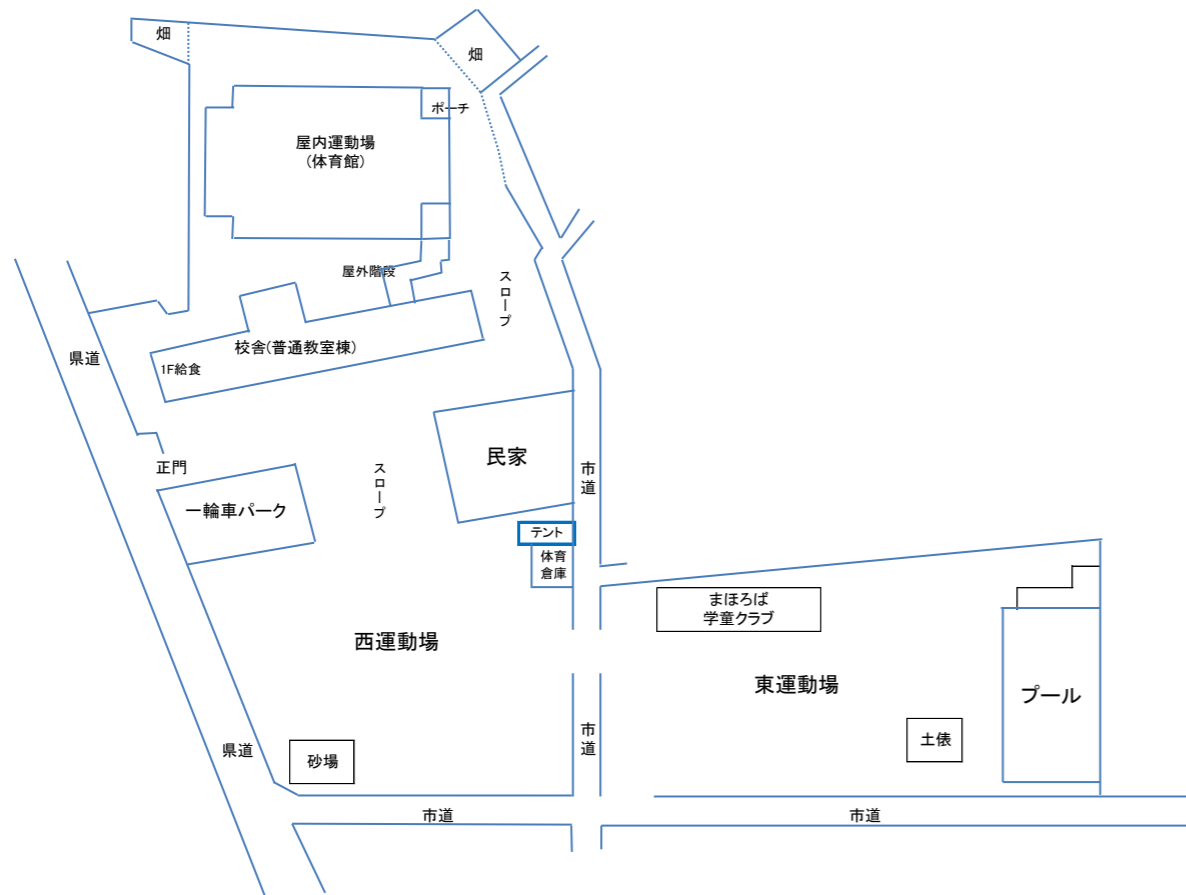 畑
畑
ポーチ
屋内運動場
(体育館)
屋外階段
スロープ
校舎(普通教室棟)
1F給食
県道
正門
一輪車パーク
スロープ
民家
市道
テント
体育
倉庫
まほろば
学童クラブ
西運動場
東運動場
プール
土俵
市道
県道
砂場
市道
市道